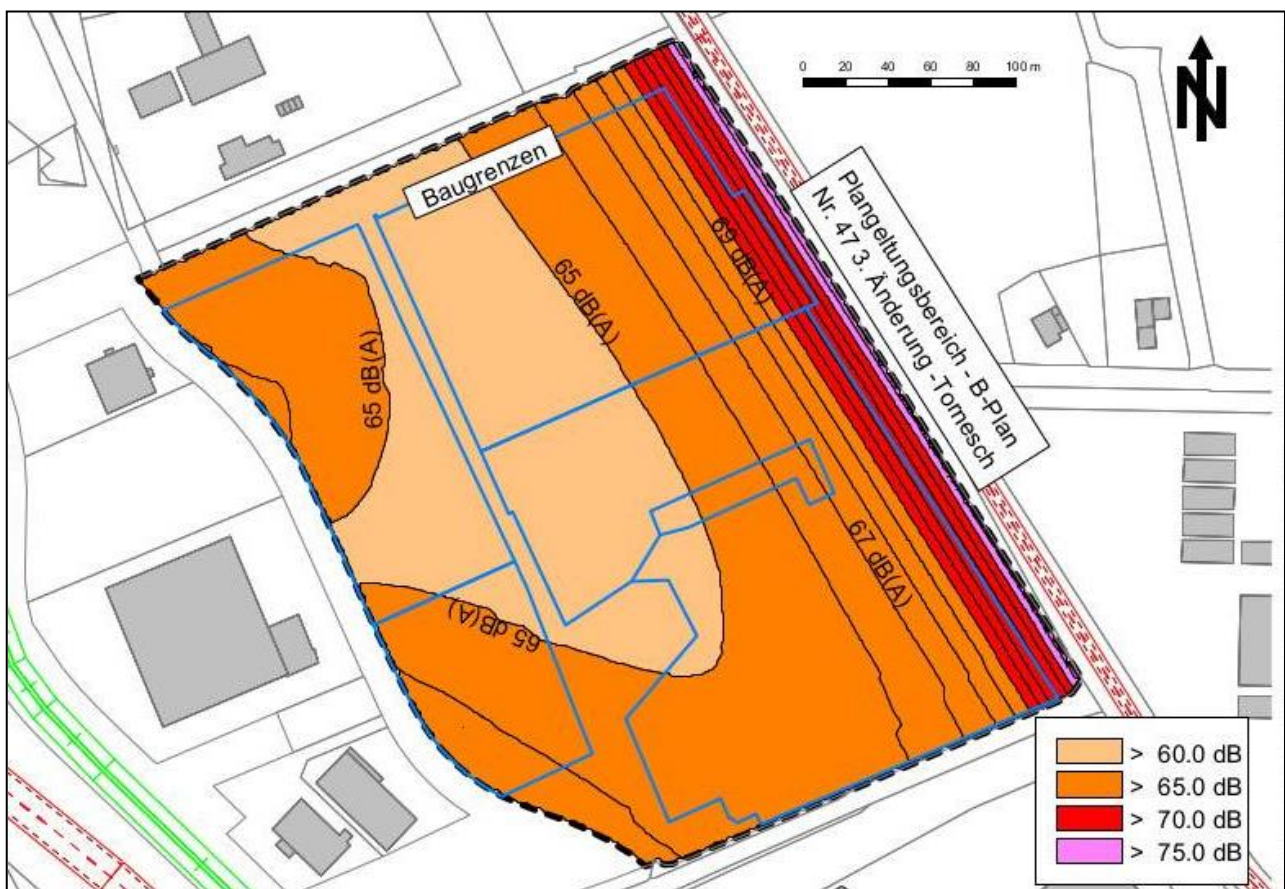 0 20 40 60 80 100 m
N
Baugrenzen
Plangeltungsbereich - B-Plan
Nr. 47 3. Änderung -Tornesch
69 dB(A)
65 dB(A)
65 dB(A)
67 dB(A)
65 dB(A)
> 60.0 dB
> 65.0 dB
> 70.0 dB
> 75.0 dB